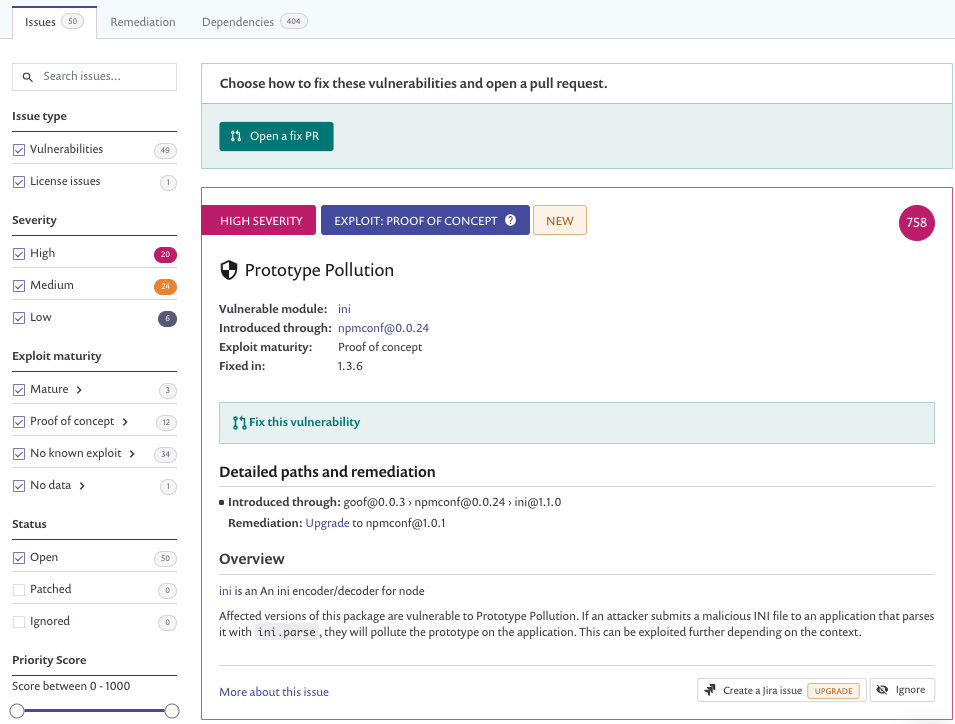 Issues 50 Remediation Dependencies 404
Search issues...
Issue type
Vulnerabilities 49
License issues 1
Severity
High 20
Medium 24
Low 6
Exploit maturity
Mature 3
Proof of concept 12
No known exploit 34
No data 1
Status
Open 50
Patched 0
Ignored 0
Priority Score
Score between 0 - 1000
Choose how to fix these vulnerabilities and open a pull request.
Open a fix PR
HIGH SEVERITY EXPLOIT: PROOF OF CONCEPT ? NEW 758
Prototype Pollution
Vulnerable module: ini
Introduced through: npmconf@0.0.24
Exploit maturity: Proof of concept
Fixed in: 1.3.6
Fix this vulnerability
Detailed paths and remediation
Introduced through: goof@0.0.3 › npmconf@0.0.24 › ini@1.1.0
Remediation: Upgrade to npmconf@1.0.1
Overview
ini is an An ini encoder/decoder for node
Affected versions of this package are vulnerable to Prototype Pollution. If an attacker submits a malicious INI file to an application that parses
it with ini.parse , they will pollute the prototype on the application. This can be exploited further depending on the context.
More about this issue Create a Jira issue UPGRADE Ignore